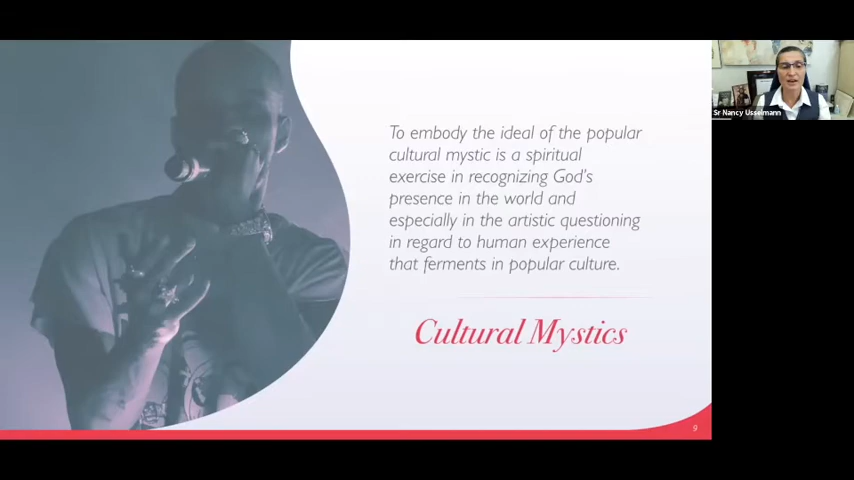 To embody the ideal of the popular
cultural mystic is a spiritual
exercise in recognizing God's
presence in the world and
especially in the artistic questioning
in regard to human experience
that ferments in popular culture.
Cultural Mystics
9
Sr Nancy Usselmann